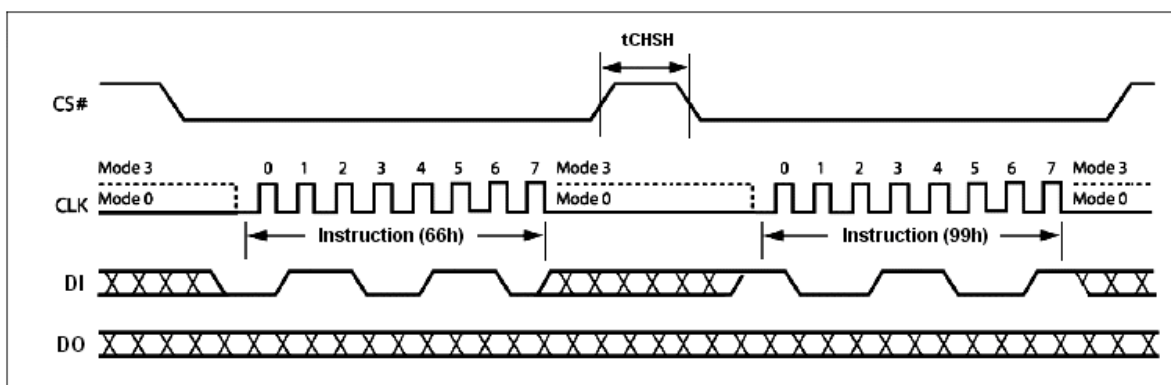 tCHSH
CS#
Mode 3 0 1 2 3 4 5 6 7 Mode 3 0 1 2 3 4 5 6 7 Mode 3
CLK Mode 0 Mode 0 Mode 0
Instruction (66h) Instruction (99h)
DI
DO